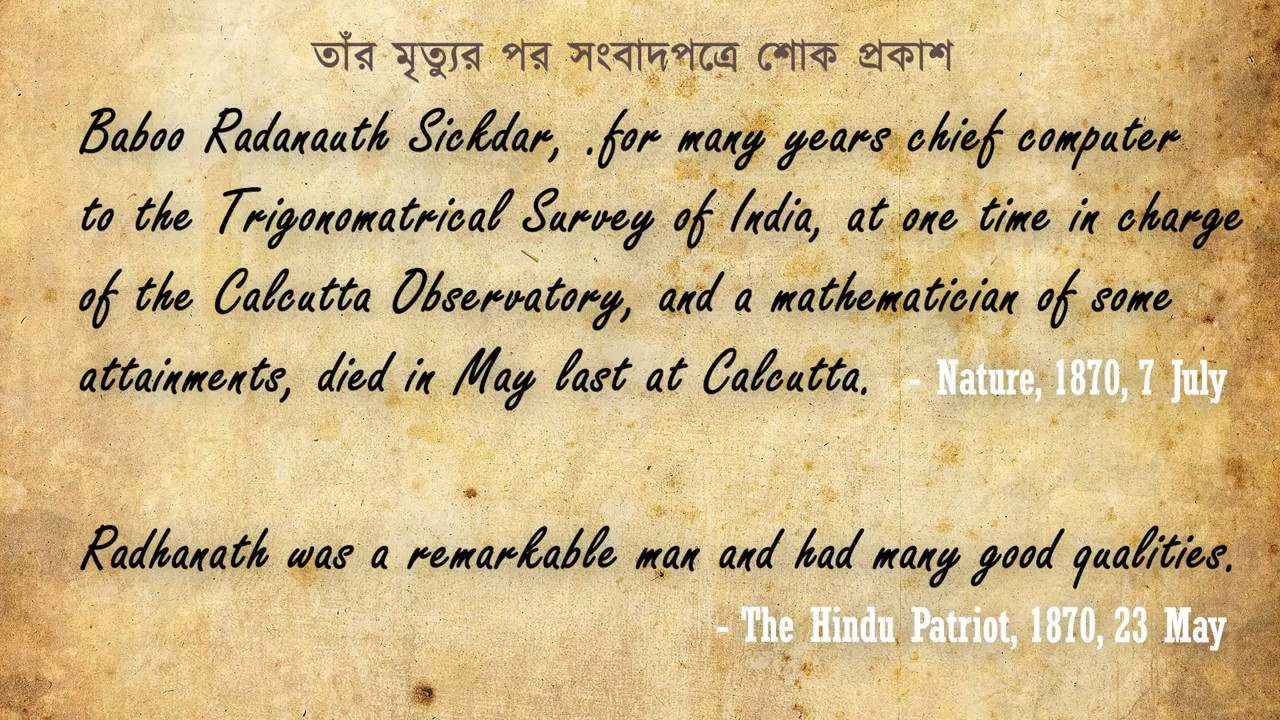 তাঁর মৃত্যুর পর সংবাদপত্রে শোক প্রকাশ
Baboo Radanauth Sickdar, .for many years chief computer
to the Trigonomatrical Survey of India, at one time in charge
of the Calcutta Observatory, and a mathematician of some
attainments, died in May last at Calcutta. - Nature, 1870, 7 July
Radhanath was a remarkable man and had many good qualities.
- The Hindu Patriot, 1870, 23 May